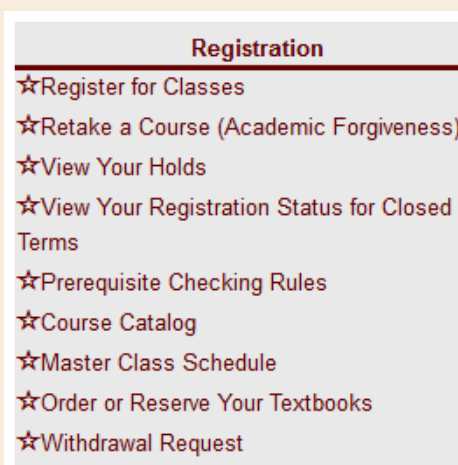 Registration
☆Register for Classes
☆Retake a Course (Academic Forgiveness)
☆View Your Holds
☆View Your Registration Status for Closed
Terms
☆Prerequisite Checking Rules
☆Course Catalog
☆Master Class Schedule
☆Order or Reserve Your Textbooks
☆Withdrawal Request